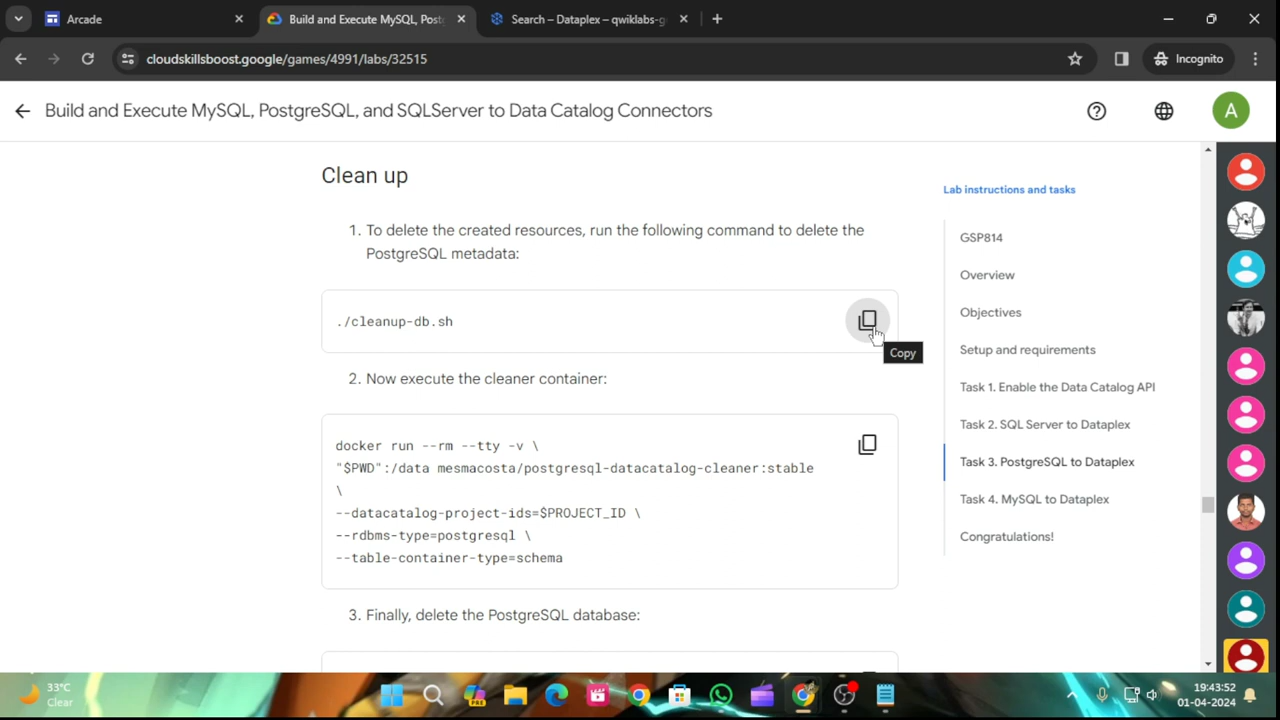 Arcade
Build and Execute MySQL, Post
Search – Dataplex – qwiklabs-g
cloudskillsboost.google/games/4991/labs/32515
Incognito
Build and Execute MySQL, PostgreSQL, and SQLServer to Data Catalog Connectors
A
Clean up
1. To delete the created resources, run the following command to delete the
PostgreSQL metadata:
./cleanup-db.sh
Copy
2. Now execute the cleaner container:
docker run --rm --tty -v \
"$PWD":/data mesmacosta/postgresql-datacatalog-cleaner:stable
\
--datacatalog-project-ids=$PROJECT_ID \
--rdbms-type=postgresql \
--table-container-type=schema
3. Finally, delete the PostgreSQL database:
Lab instructions and tasks
GSP814
Overview
Objectives
Setup and requirements
Task 1. Enable the Data Catalog API
Task 2. SQL Server to Dataplex
Task 3. PostgreSQL to Dataplex
Task 4. MySQL to Dataplex
Congratulations!
33°C
Clear
PRE
19:43:52
01-04-2024